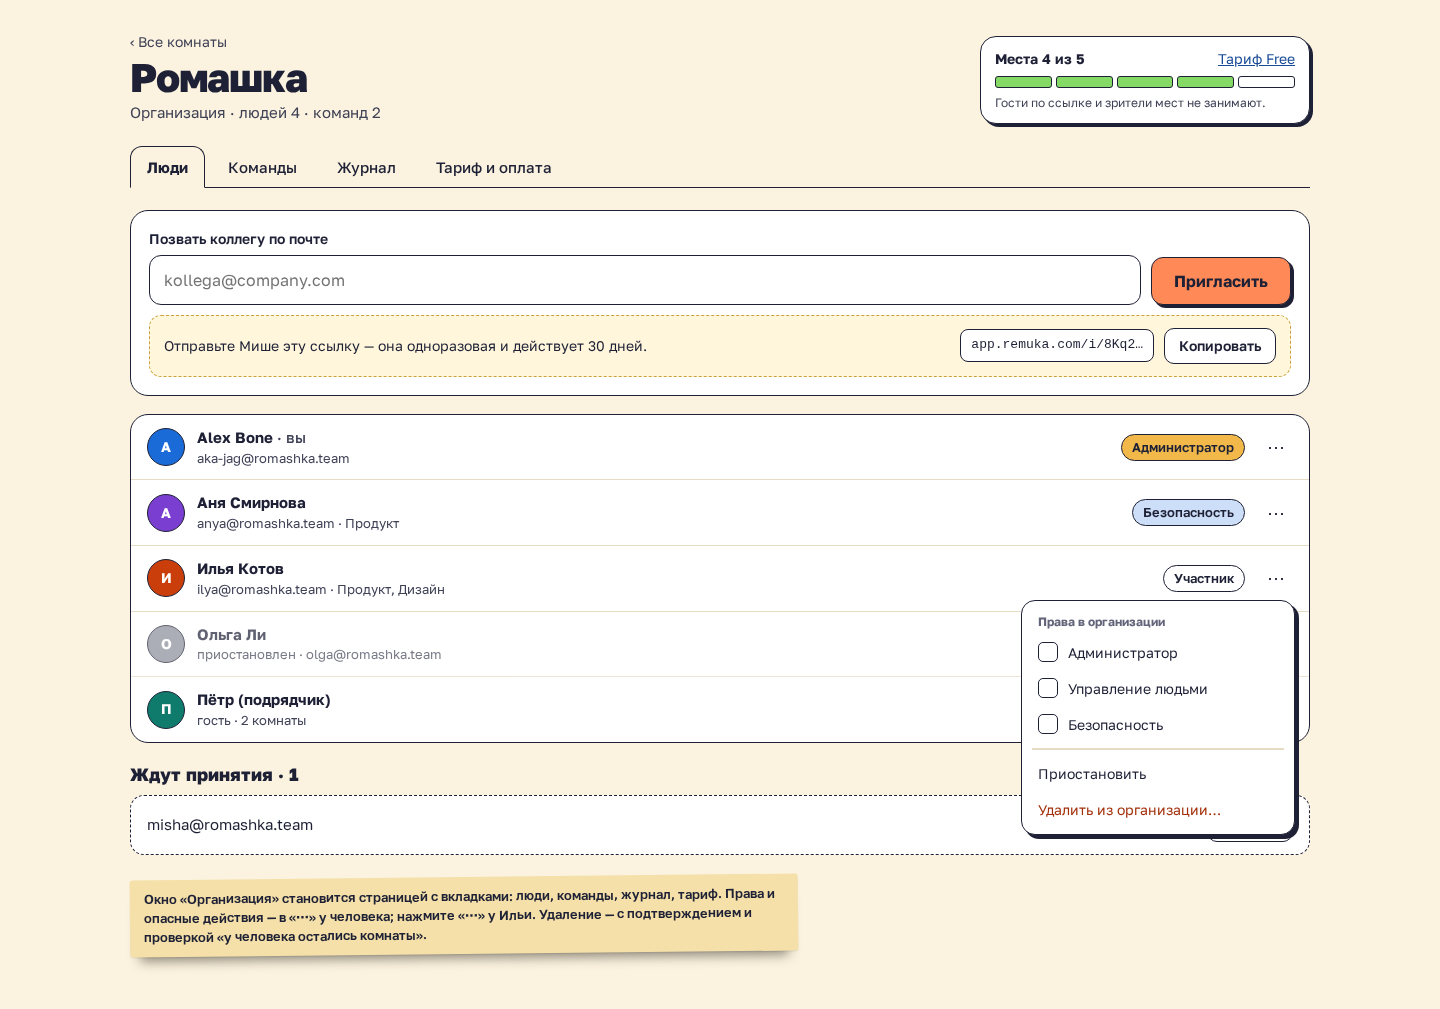 ‹ Все комнаты
Ромашка
Организация · людей 4 · команд 2
Места 4 из 5
Тариф Free
Гости по ссылке и зрители мест не занимают.
Люди
Команды
Журнал
Тариф и оплата
Позвать коллегу по почте
kollega@company.com
Пригласить
Отправьте Мише эту ссылку — она одноразовая и действует 30 дней.
app.remuka.com/i/8Kq2…
Копировать
A
Alex Bone · вы
aka-jag@romashka.team
Администратор
⋯
А
Аня Смирнова
anya@romashka.team · Продукт
Безопасность
⋯
И
Илья Котов
ilya@romashka.team · Продукт, Дизайн
Участник
⋯
О
Ольга Ли
приостановлен · olga@romashka.team
П
Пётр (подрядчик)
гость · 2 комнаты
Права в организации
Администратор
Управление людьми
Безопасность
Приостановить
Удалить из организации…
Ждут принятия · 1
misha@romashka.team
Окно «Организация» становится страницей с вкладками: люди, команды, журнал, тариф. Права и
опасные действия — в «⋯» у человека; нажмите «⋯» у Ильи. Удаление — с подтверждением и
проверкой «у человека остались комнаты».